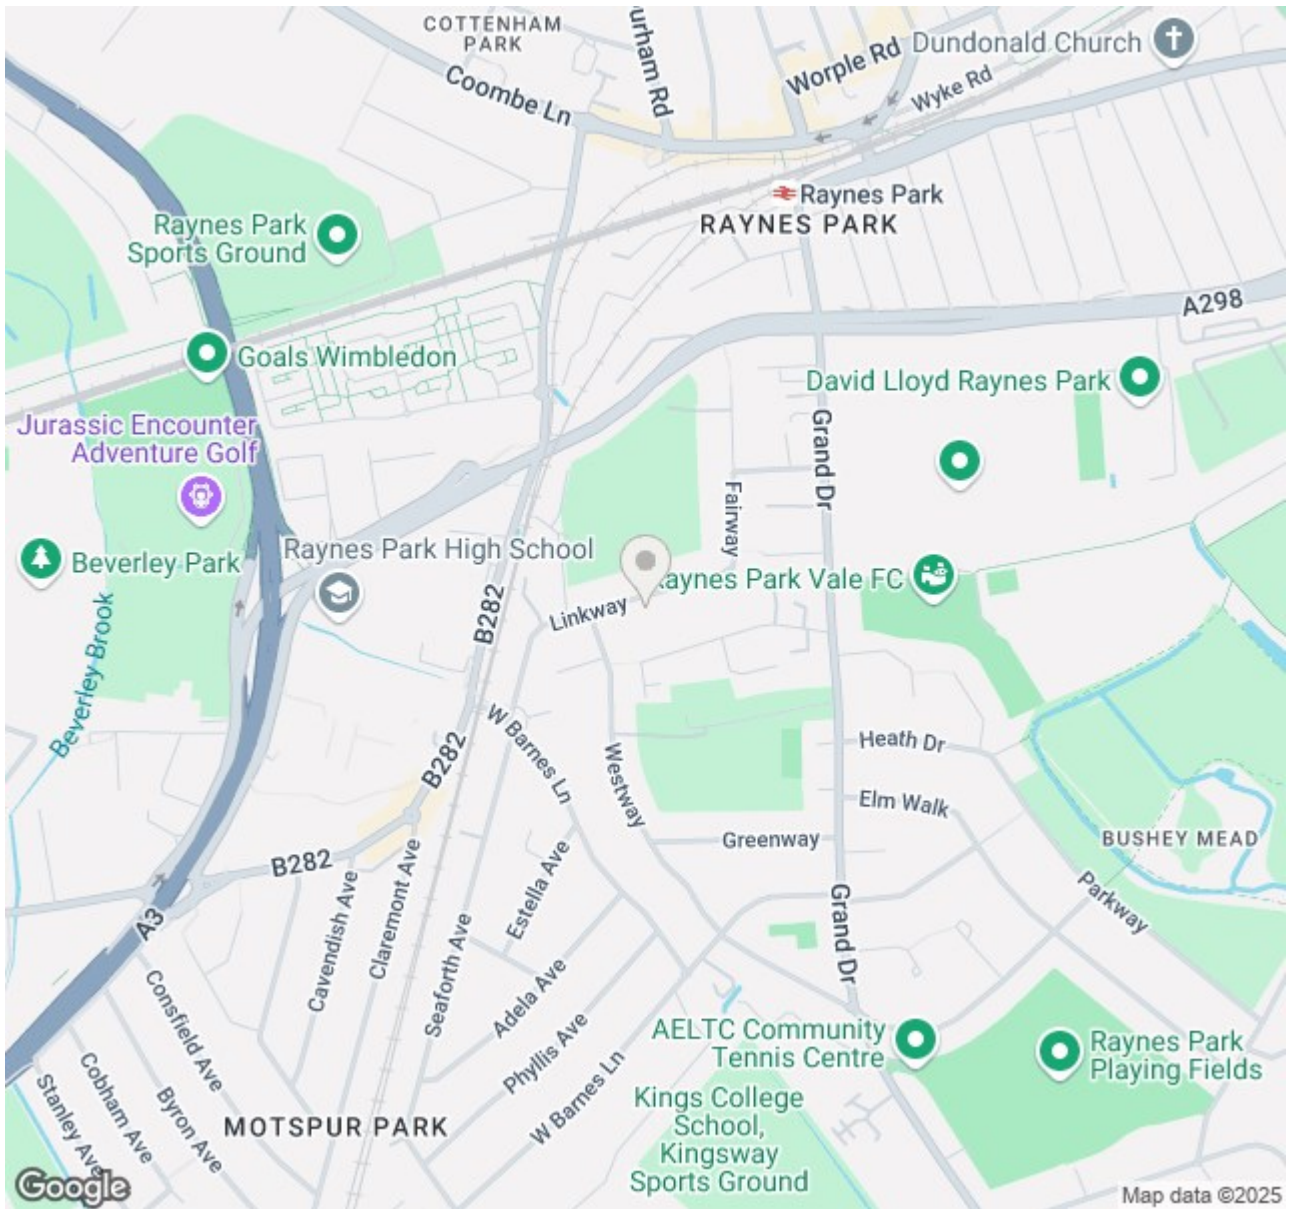 COTTENHAM
PARK
urham Rd
Coombe Ln
Worple Rd
Dundonald Church
Wyke Rd
Raynes Park
RAYNES PARK
Raynes Park
Sports Ground
A298
Goals Wimbledon
David Lloyd Raynes Park
Jurassic Encounter
Adventure Golf
Grand Dr
Fairway
Beverley Park
Raynes Park High School
aynes Park Vale FC
Linkway
B282
Beverley Brook
W Barnes Ln
Heath Dr
B282
Westway
Elm Walk
Greenway
BUSHEY MEAD
B282
Parkway
Estella Ave
Claremont Ave
Cavendish Ave
Grand Dr
A3
Seaforth Ave
Adela Ave
Consfield Ave
Phyllis Ave
AELTC Community
Tennis Centre
Raynes Park
Playing Fields
W Barnes Ln
Cobham Ave
Stanley Ave
Byron Ave
MOTSPUR PARK
Kings College
School,
Kingsway
Sports Ground
Google
Map data ©2025